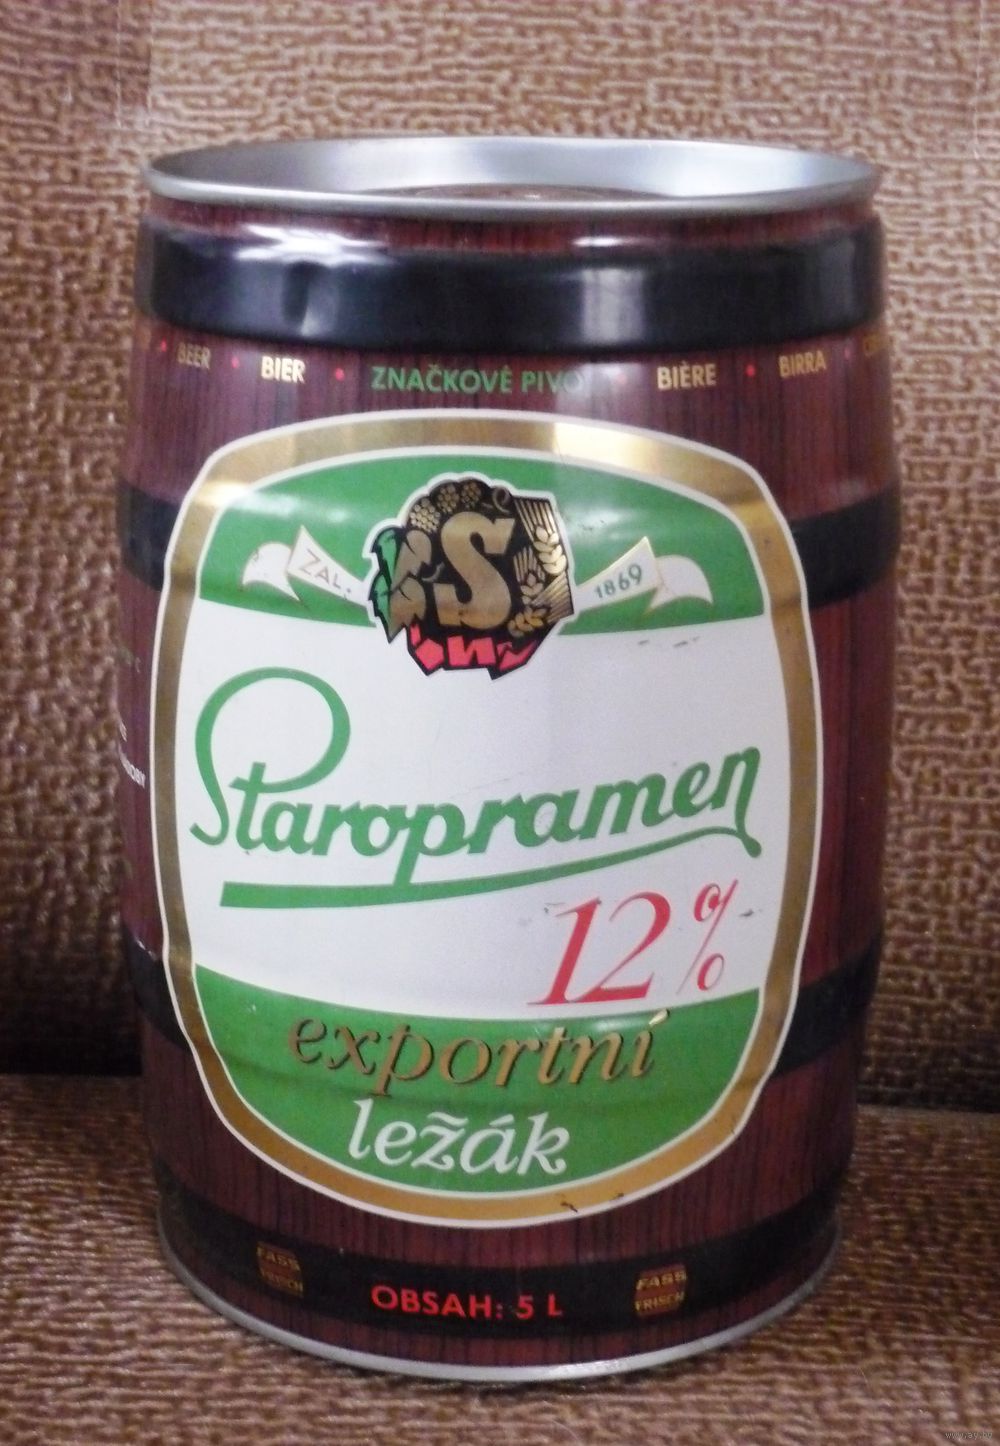 BEER • BIER • ZNAČKOVÉ PIVO • BIÈRE • BIRRA
ZAL. S 1869
Staropramen
12%
exportní
ležák
FASS FRISCH
OBSAH: 5 L
FASS FRISCH